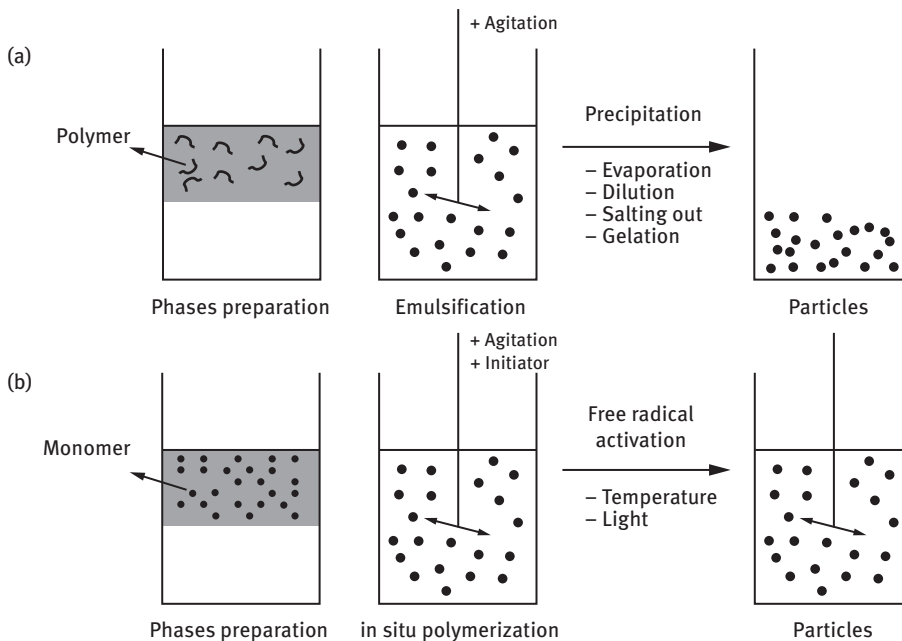 (a)
Polymer
+ Agitation
Precipitation
– Evaporation
– Dilution
– Salting out
– Gelation
Phases preparation
Emulsification
Particles
(b)
Monomer
+ Agitation
+ Initiator
Free radical
activation
– Temperature
– Light
Phases preparation
in situ polymerization
Particles